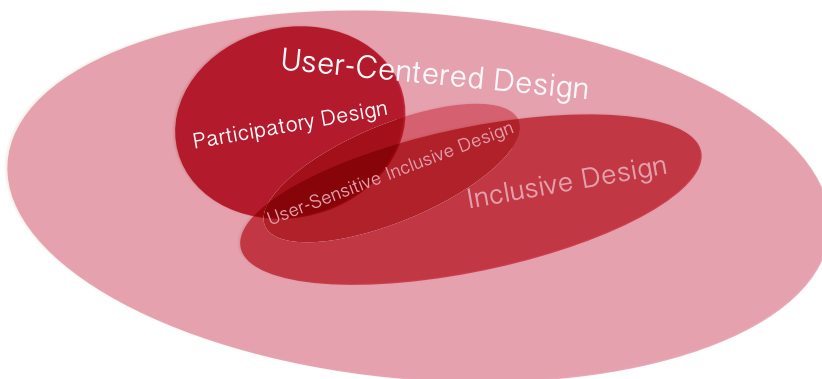 User-Centered Design
Participatory Design
User-Sensitive Inclusive Design
Inclusive Design